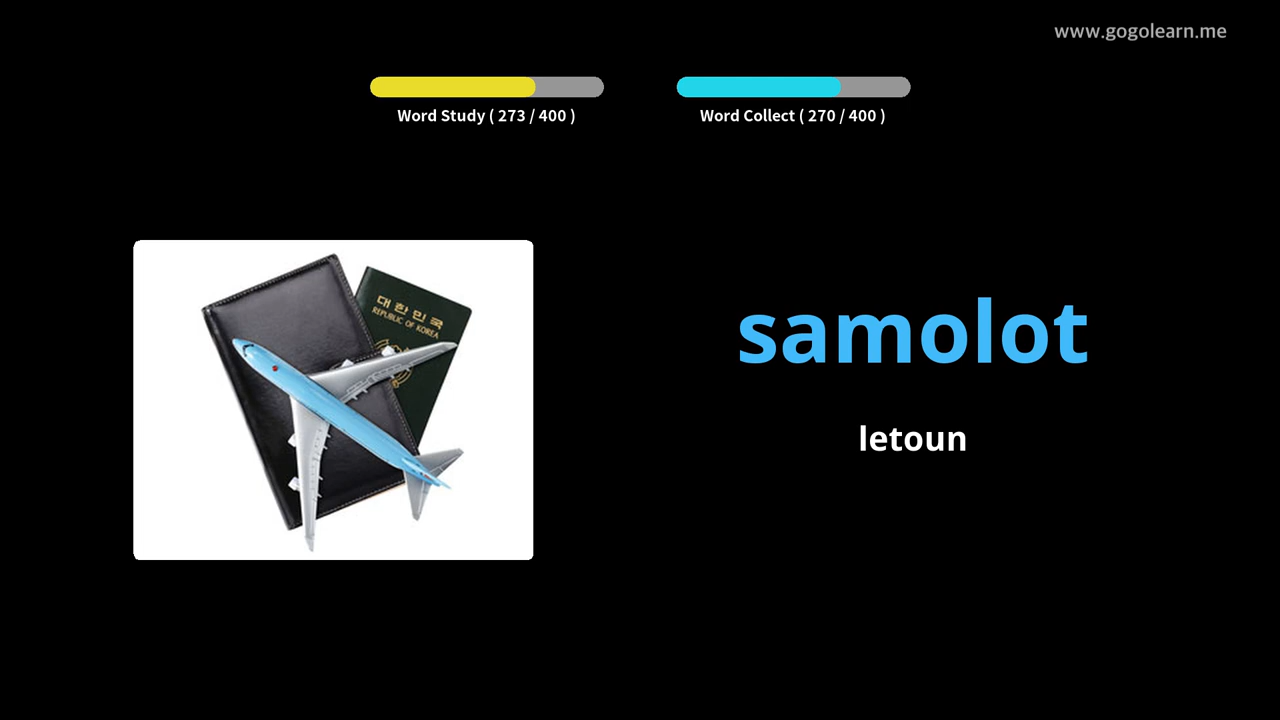 www.gogolearn.me
Word Study ( 273 / 400 )
Word Collect ( 270 / 400 )
대한민국
REPUBLIC OF KOREA
samolot
letoun